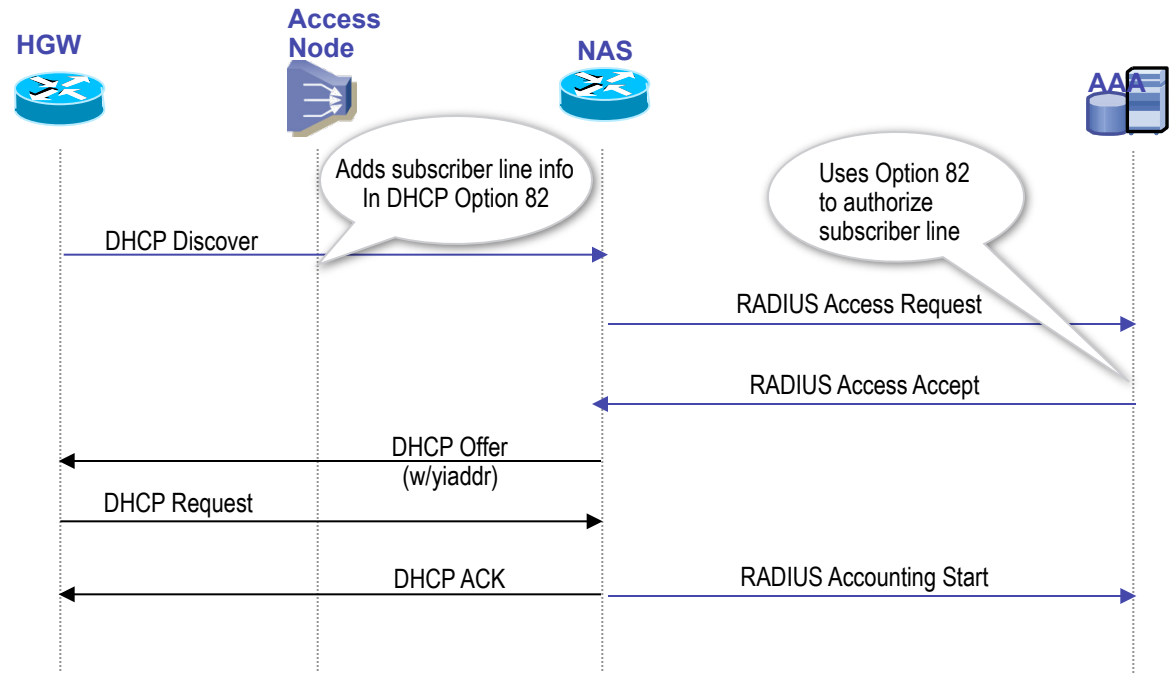 HGW
Access
Node
NAS
AAA
Adds subscriber line info
In DHCP Option 82
Uses Option 82
to authorize
subscriber line
DHCP Discover
RADIUS Access Request
RADIUS Access Accept
DHCP Offer
(w/yiaddr)
DHCP Request
DHCP ACK
RADIUS Accounting Start